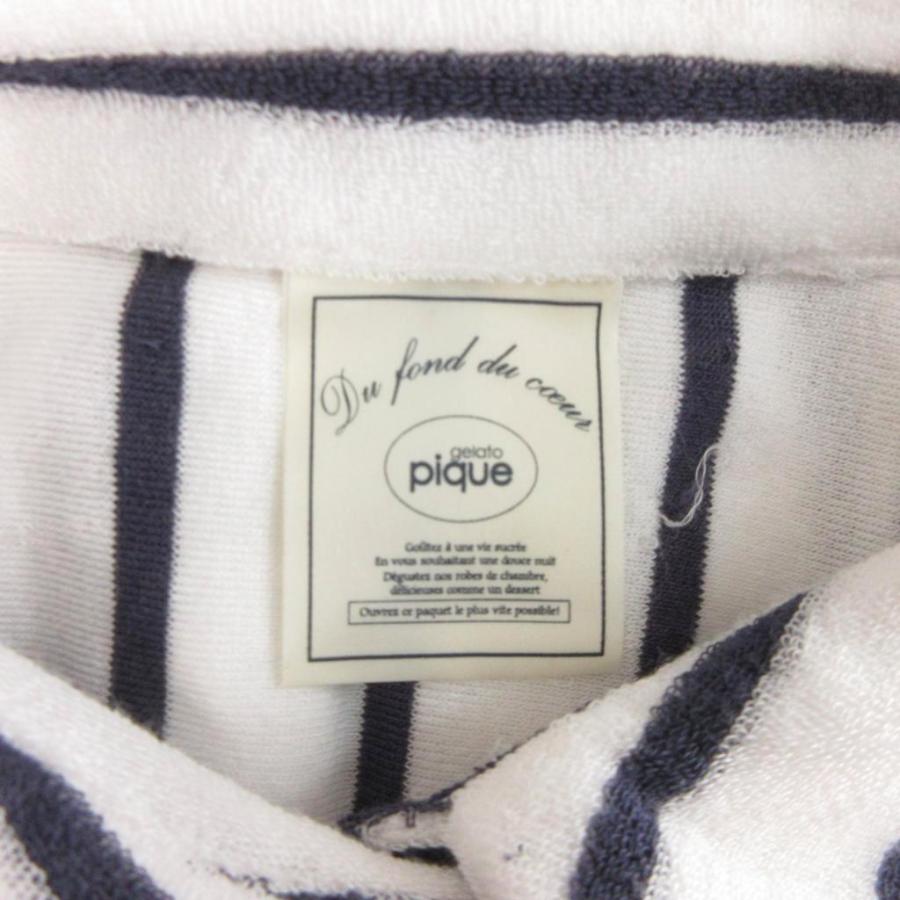 Du fond du cœur
gelato
pique
Goûtez à une vie sucrée
En vous souhaitant une douce nuit
Dégustez nos robes de chambre,
délicieuses comme un dessert
Ouvrez ce paquet le plus vite possible!